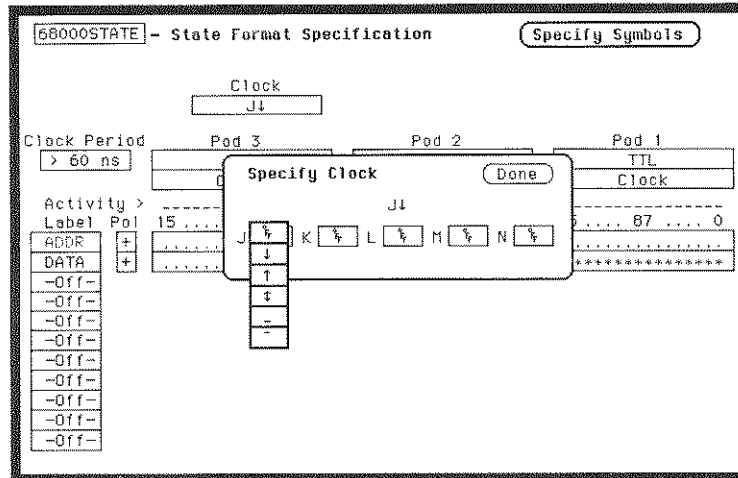 68000STATE - State Format Specification Specify Symbols
Clock
J↓
Clock Period Pod 3 Pod 2 Pod 1
> 60 ns TTL
Specify Clock Done Clock
Activity > J↓
Label Pol 15 .... 87 .... 0
J K L M N
ADDR +
DATA + ****************
↓
↑
↕
-Off-
-Off-
-Off-
-Off-
-Off-
-Off-
-Off-
-Off-
-Off-